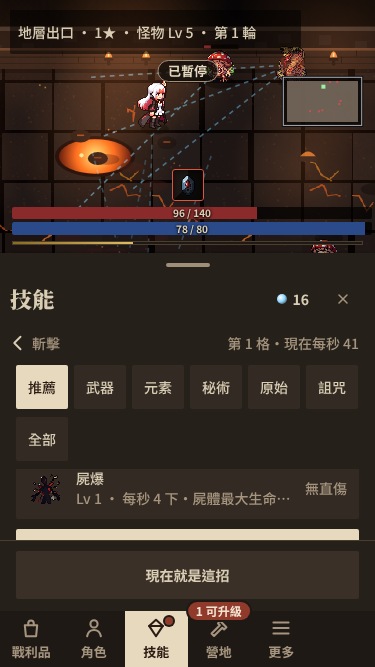 地層出口 · 1★ · 怪物 Lv 5 · 第 1 輪
已暫停
96 / 140
78 / 80
技能
16 ×
斬擊
第 1 格 · 現在每秒 41
推薦
武器
元素
秘術
原始
詛咒
全部
屍爆
Lv 1 · 每秒 4 下 · 屍體最大生命…
無直傷
現在就是這招
1 可升級
戰利品
角色
技能
營地
更多